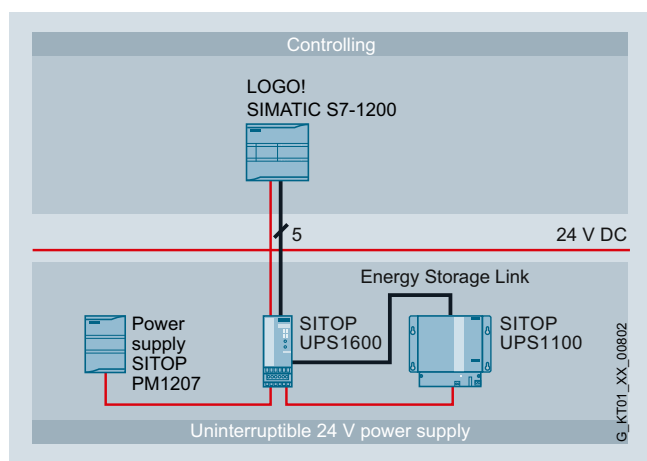 Controlling
LOGO!
SIMATIC S7-1200
5
24 V DC
Energy Storage Link
Power
supply
SITOP
PM1207
SITOP
UPS1600
SITOP
UPS1100
G_KT01_XX_00802
Uninterruptible 24 V power supply